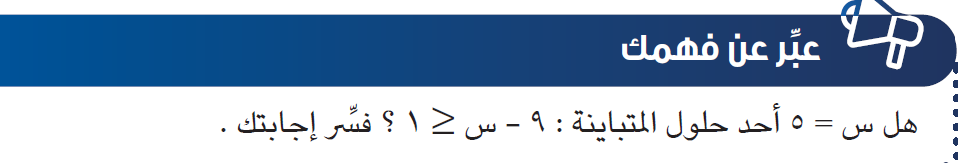 عبِّر عن فهمك
هل س = ٥ أحد حلول المتباينة : ٩ - س ≥ ١ ؟ فسِّر إجابتك .